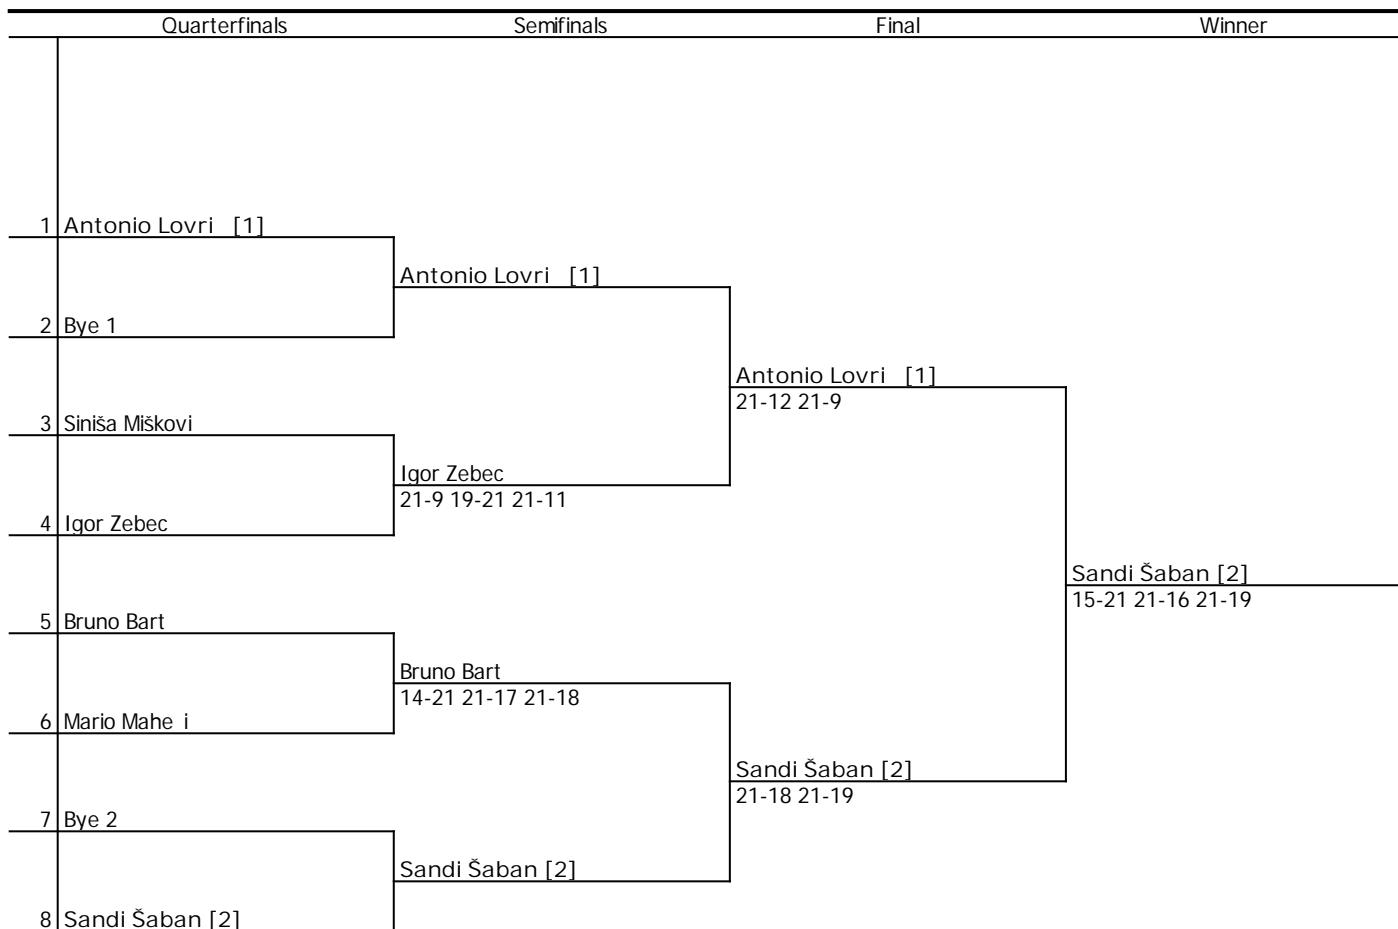 Quarterfinals Semifinals Final Winner
1 Antonio Lovri [1]
Antonio Lovri [1]
2 Bye 1
Antonio Lovri [1]
21-12 21-9
3 Siniša Miškovi
Igor Zebec
21-9 19-21 21-11
4 Igor Zebec
Sandi Šaban [2]
15-21 21-16 21-19
5 Bruno Bart
Bruno Bart
14-21 21-17 21-18
6 Mario Mahe i
Sandi Šaban [2]
21-18 21-19
7 Bye 2
Sandi Šaban [2]
8 Sandi Šaban [2]